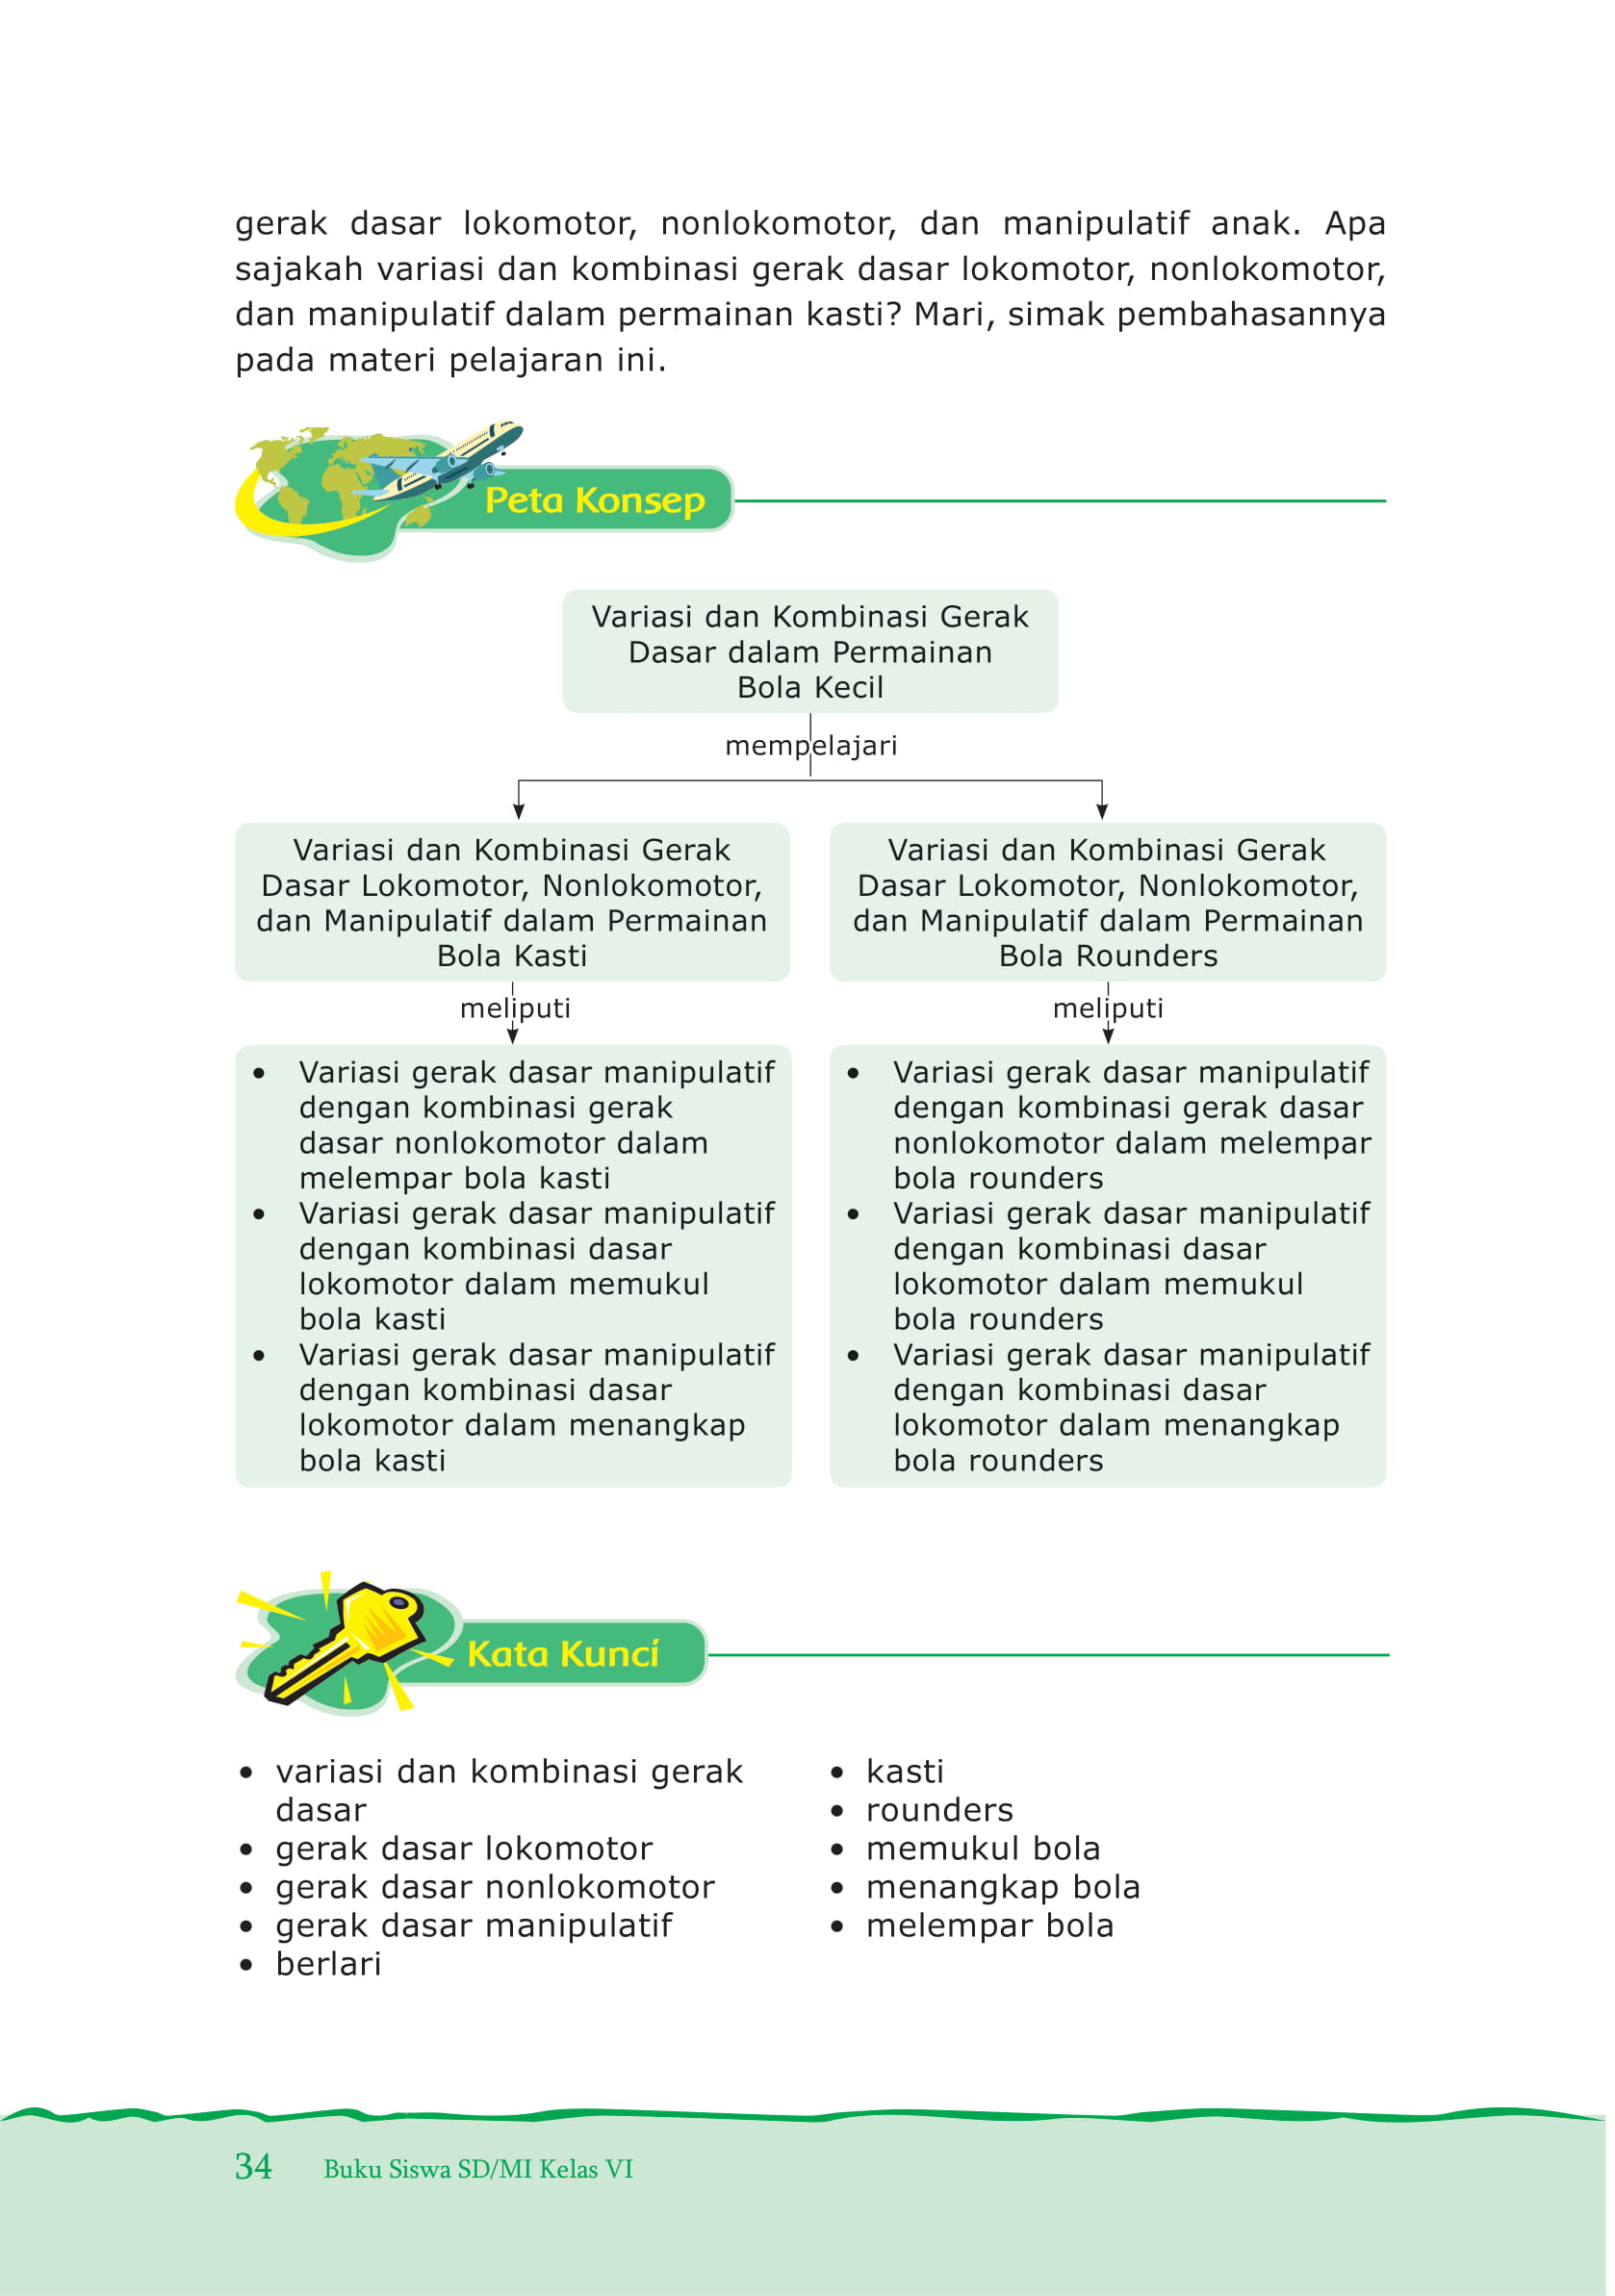 gerak dasar lokomotor, nonlokomotor, dan manipulatif anak. Apa
sajakah variasi dan kombinasi gerak dasar lokomotor, nonlokomotor,
dan manipulatif dalam permainan kasti? Mari, simak pembahasannya
pada materi pelajaran ini.
Peta Konsep
Variasi dan Kombinasi Gerak
Dasar dalam Permainan
Bola Kecil
mempelajari
Variasi dan Kombinasi Gerak
Dasar Lokomotor, Nonlokomotor,
dan Manipulatif dalam Permainan
Bola Kasti
meliputi
• Variasi gerak dasar manipulatif
dengan kombinasi gerak
dasar nonlokomotor dalam
melempar bola kasti
• Variasi gerak dasar manipulatif
dengan kombinasi dasar
lokomotor dalam memukul
bola kasti
• Variasi gerak dasar manipulatif
dengan kombinasi dasar
lokomotor dalam menangkap
bola kasti
Variasi dan Kombinasi Gerak
Dasar Lokomotor, Nonlokomotor,
dan Manipulatif dalam Permainan
Bola Rounders
meliputi
• Variasi gerak dasar manipulatif
dengan kombinasi gerak dasar
nonlokomotor dalam melempar
bola rounders
• Variasi gerak dasar manipulatif
dengan kombinasi dasar
lokomotor dalam memukul
bola rounders
• Variasi gerak dasar manipulatif
dengan kombinasi dasar
lokomotor dalam menangkap
bola rounders
Kata Kunci
• variasi dan kombinasi gerak
dasar
• gerak dasar lokomotor
• gerak dasar nonlokomotor
• gerak dasar manipulatif
• berlari
• kasti
• rounders
• memukul bola
• menangkap bola
• melempar bola
34 Buku Siswa SD/MI Kelas VI